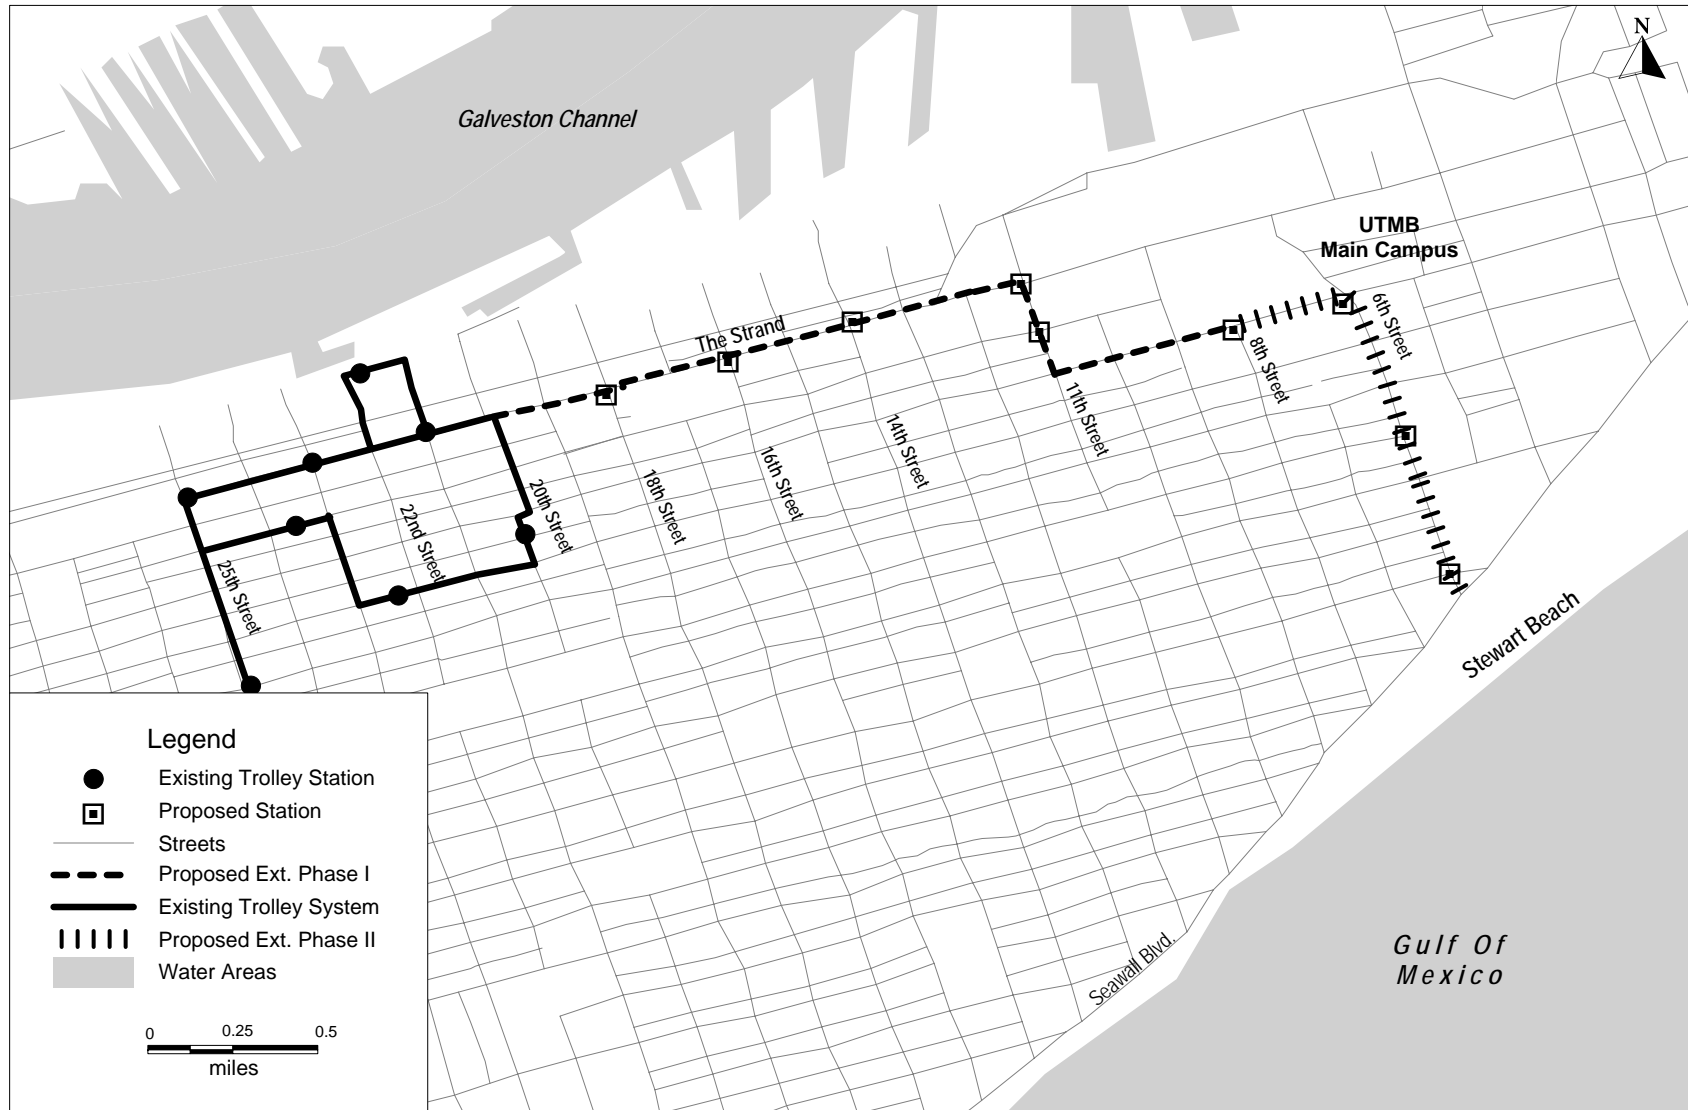 N
Galveston Channel
UTMB
Main Campus
The Strand
6th Street
8th Street
11th Street
14th Street
16th Street
18th Street
20th Street
22nd Street
25th Street
Stewart Beach
Seawall Blvd.
Gulf Of
Mexico
Legend
Existing Trolley Station
Proposed Station
Streets
Proposed Ext. Phase I
Existing Trolley System
Proposed Ext. Phase II
Water Areas
0 0.25 0.5
miles